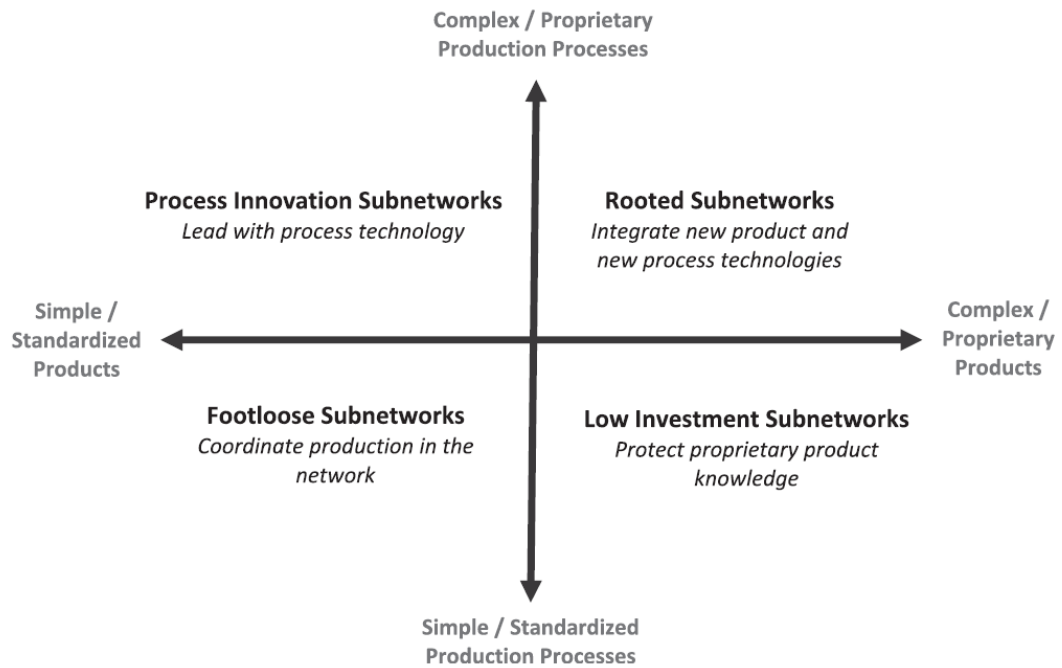 Complex / Proprietary
Production Processes
Process Innovation Subnetworks
Lead with process technology
Rooted Subnetworks
Integrate new product and
new process technologies
Simple /
Standardized
Products
Complex /
Proprietary
Products
Footloose Subnetworks
Coordinate production in the
network
Low Investment Subnetworks
Protect proprietary product
knowledge
Simple / Standardized
Production Processes